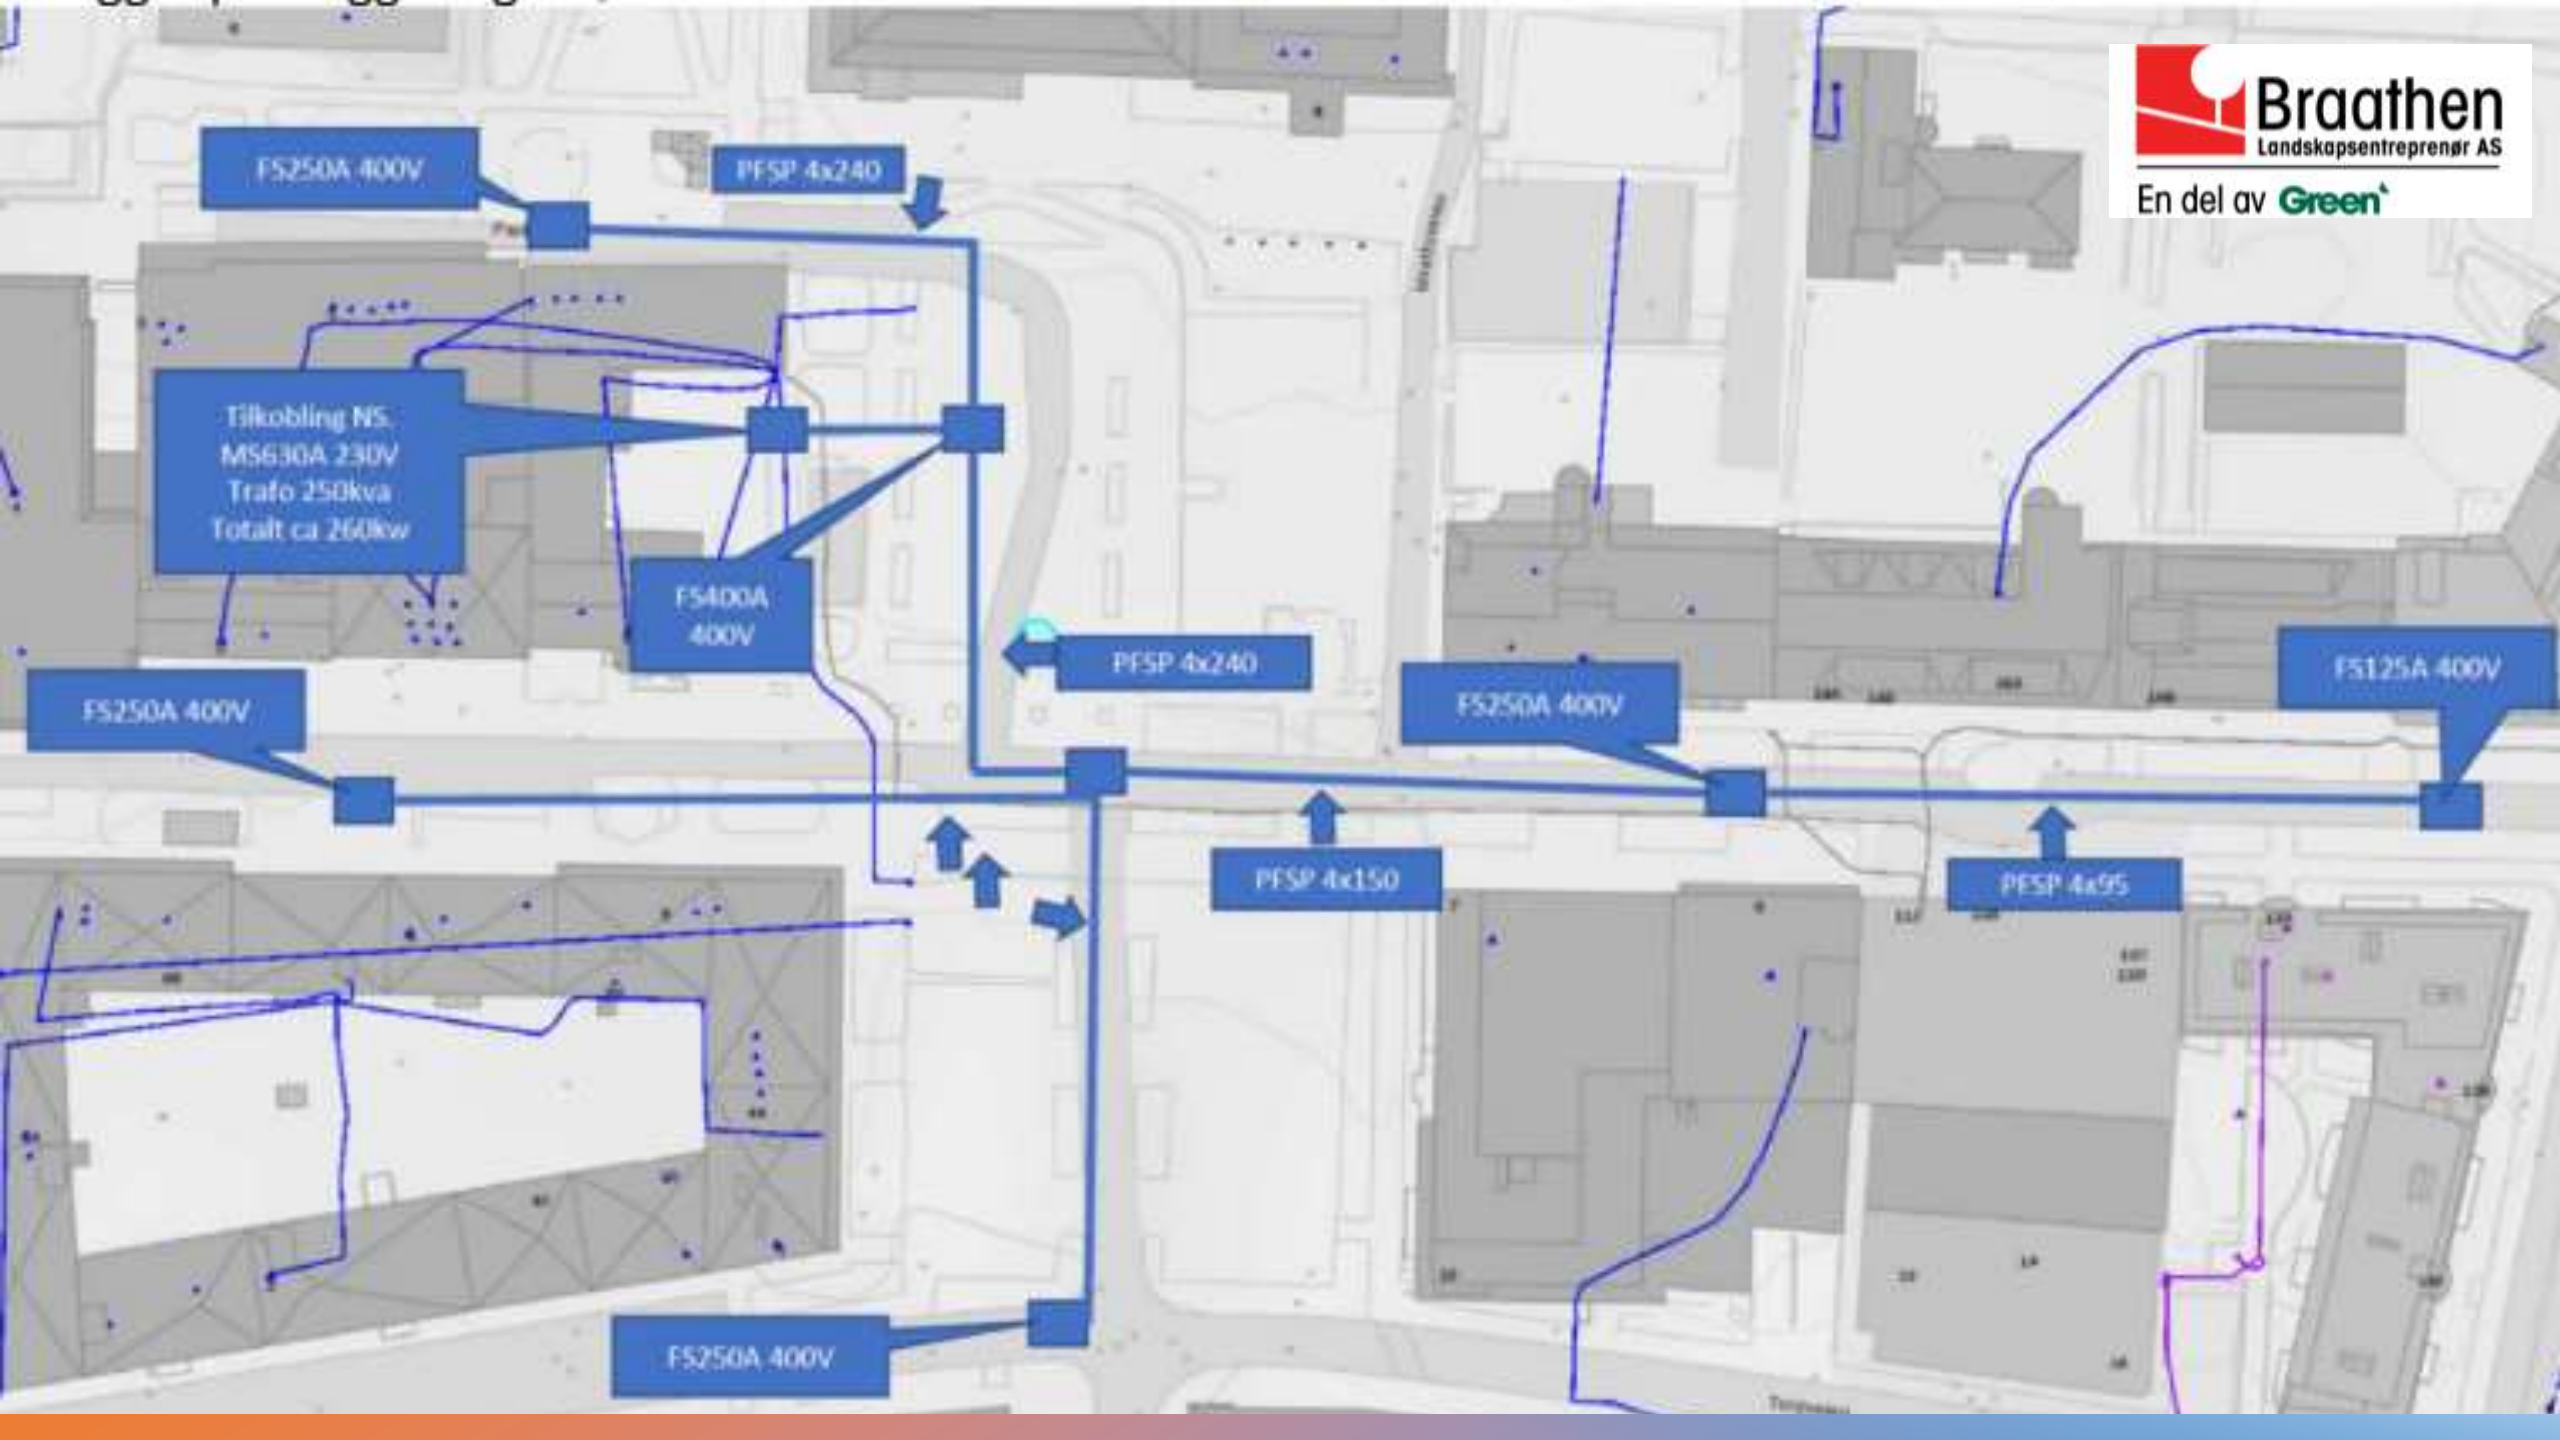 Braathen
Landskapsentreprenør AS
En del av Green
FS250A 400V
PFSP 4x240
Tilkobling NS.
MS630A 230V
Trafo 250kva
Totalt ca 260kw
FS400A
400V
PFSP 4x240
FS250A 400V
FS250A 400V
FS125A 400V
PFSP 4x150
PFSP 4x95
FS250A 400V